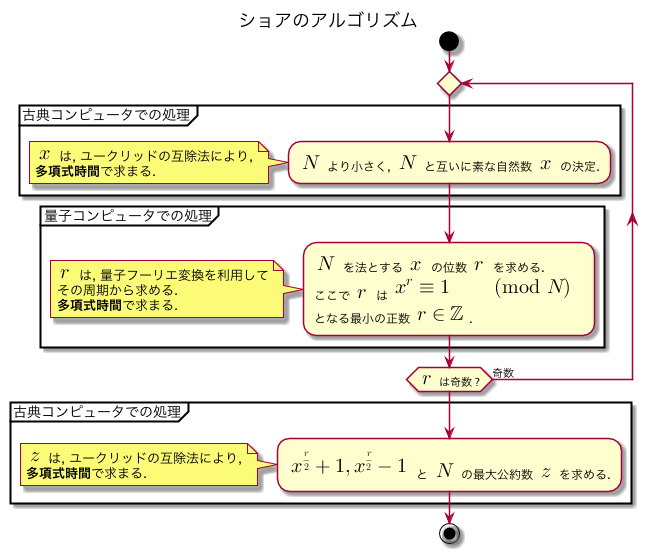 ショアのアルゴリズム
古典コンピュータでの処理
x は, ユークリッドの互除法により,
多項式時間で求まる.
N より小さく, N と互いに素な自然数 x の決定.
量子コンピュータでの処理
r は, 量子フーリエ変換を利用して
その周期から求める.
多項式時間で求まる.
N を法とする x の位数 r を求める.
ここで r は x^r ≡ 1 (mod N)
となる最小の正数 r ∈ ℤ .
r は奇数 ?
奇数
古典コンピュータでの処理
z は, ユークリッドの互除法により,
多項式時間で求まる.
x^{r/2} + 1, x^{r/2} − 1 と N の最大公約数 z を求める.